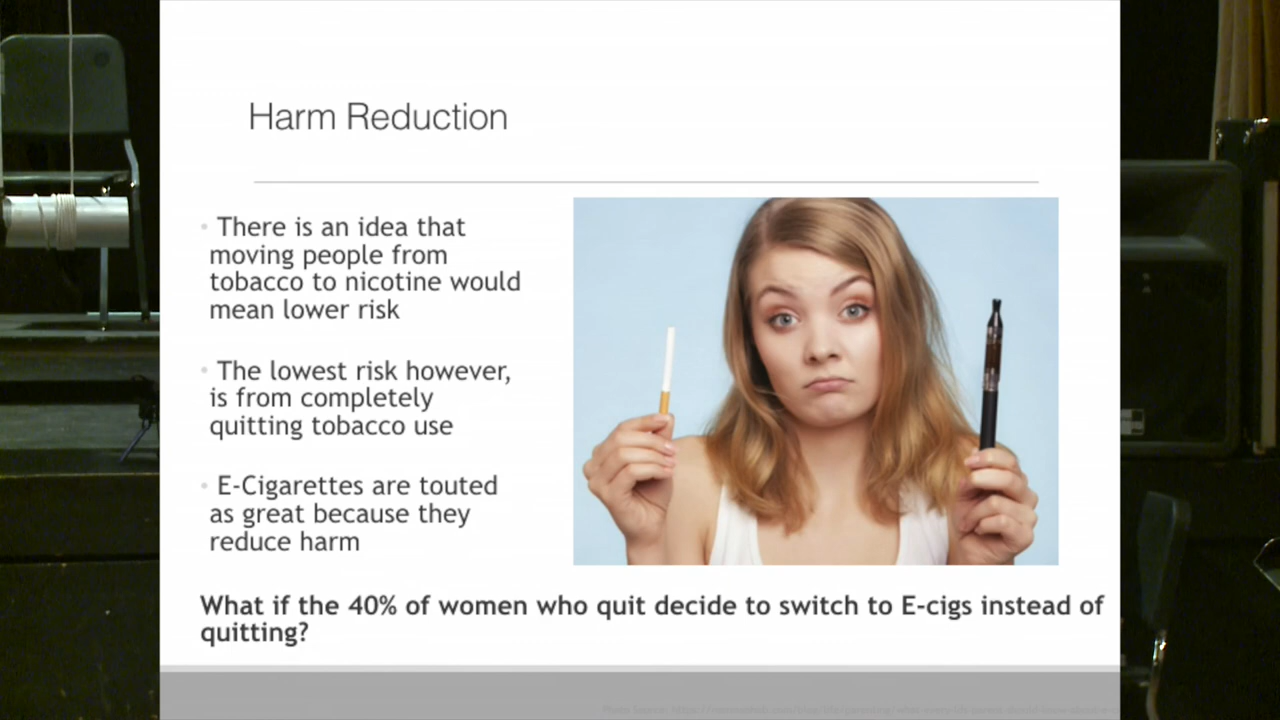 Harm Reduction
There is an idea that
moving people from
tobacco to nicotine would
mean lower risk
The lowest risk however,
is from completely
quitting tobacco use
E-Cigarettes are touted
as great because they
reduce harm
What if the 40% of women who quit decide to switch to E-cigs instead of
quitting?